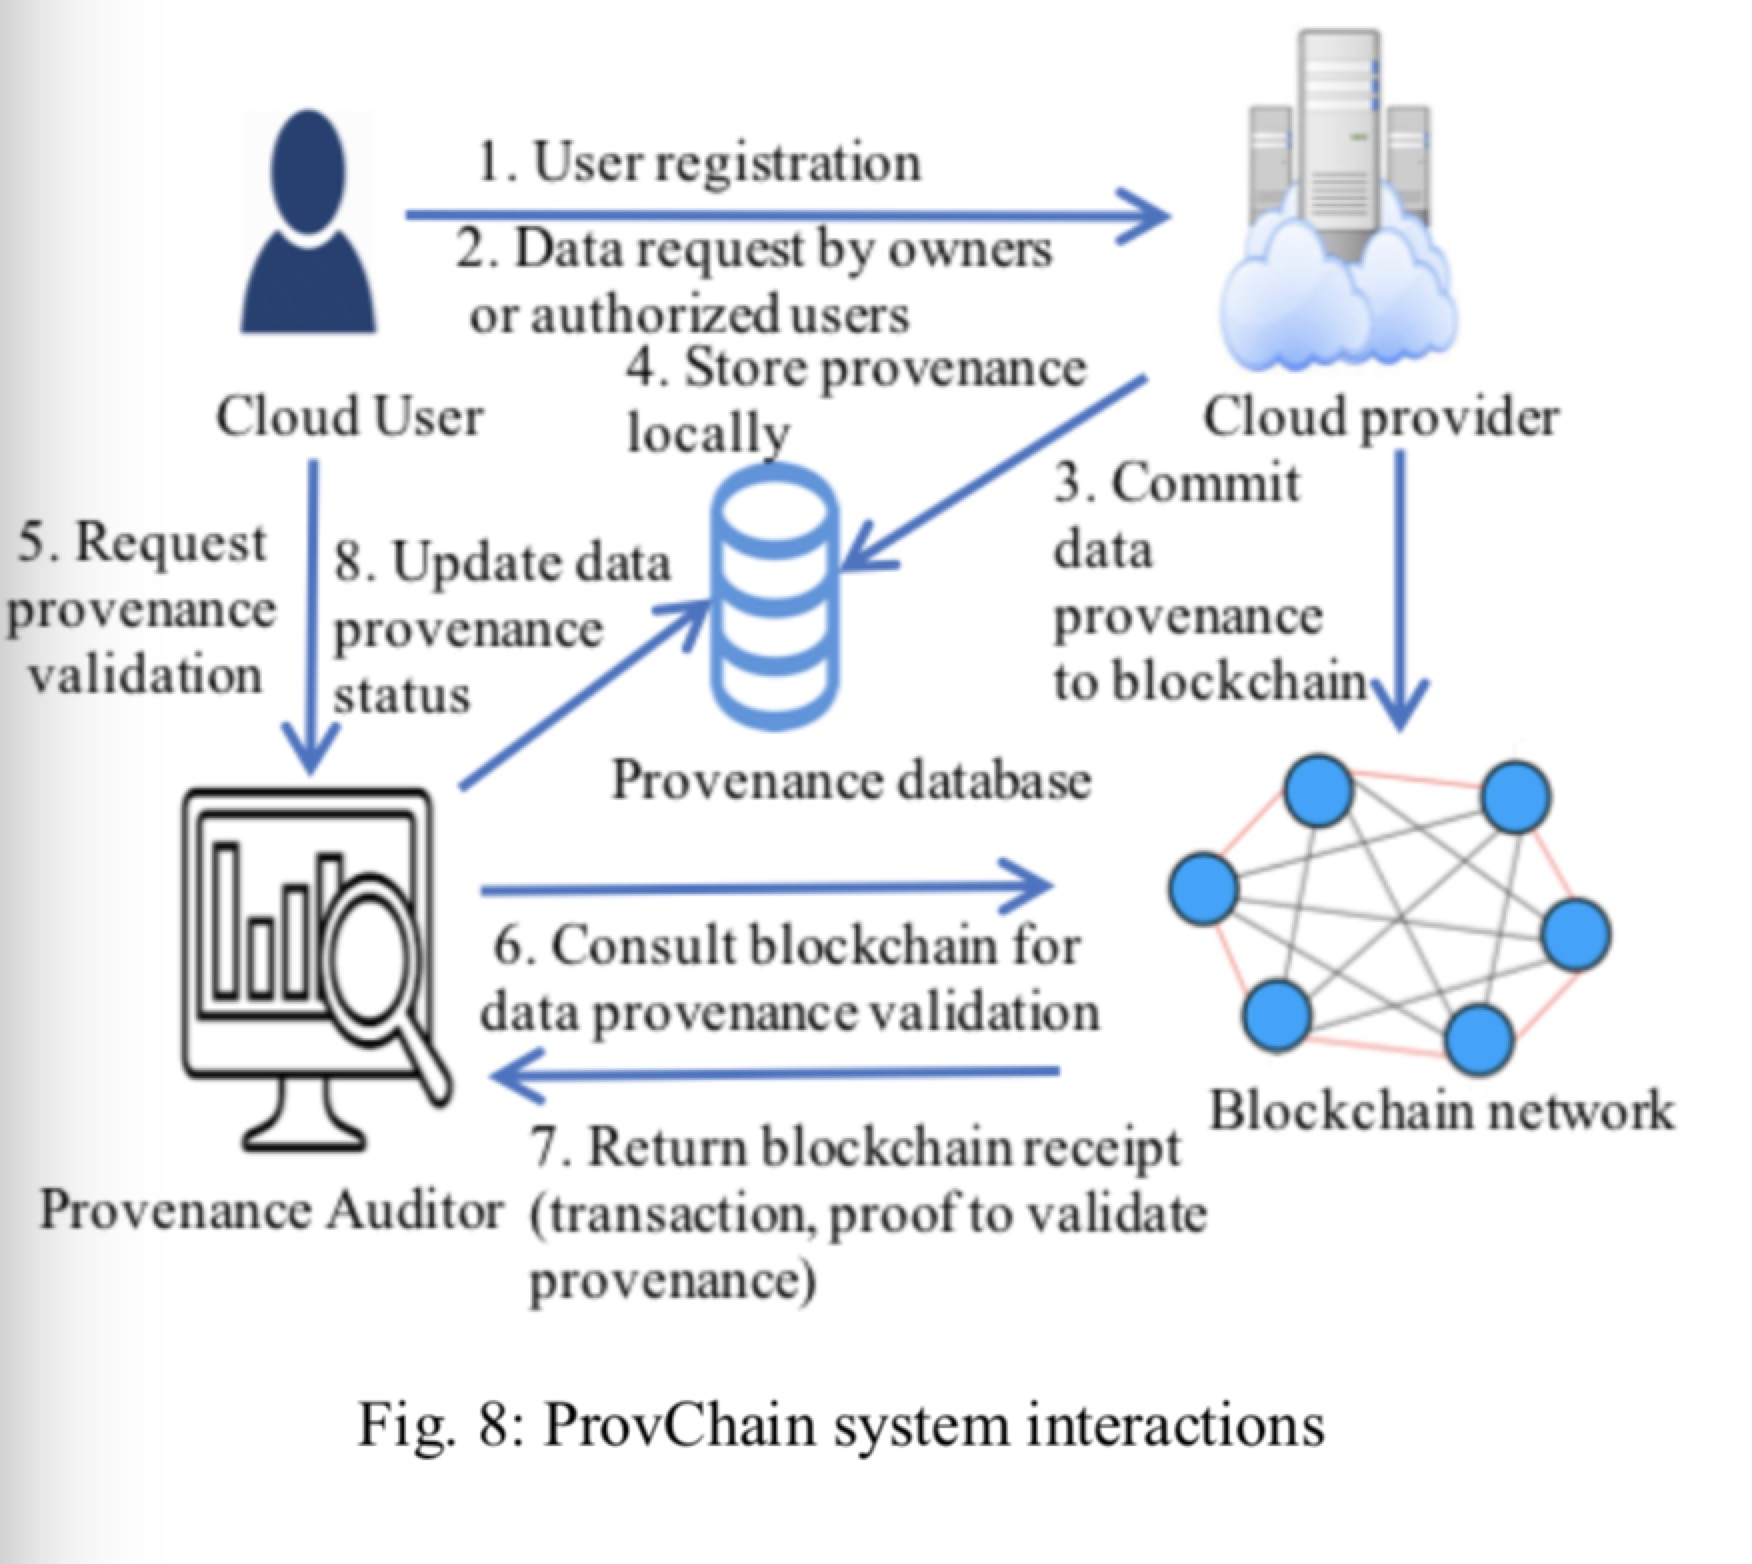 1. User registration
2. Data request by owners
or authorized users
4. Store provenance
locally
Cloud User
Cloud provider
3. Commit
data
provenance
to blockchain
5. Request
provenance
validation
8. Update data
provenance
status
Provenance database
6. Consult blockchain for
data provenance validation
Blockchain network
7. Return blockchain receipt
(transaction, proof to validate
provenance)
Provenance Auditor
Fig. 8: ProvChain system interactions